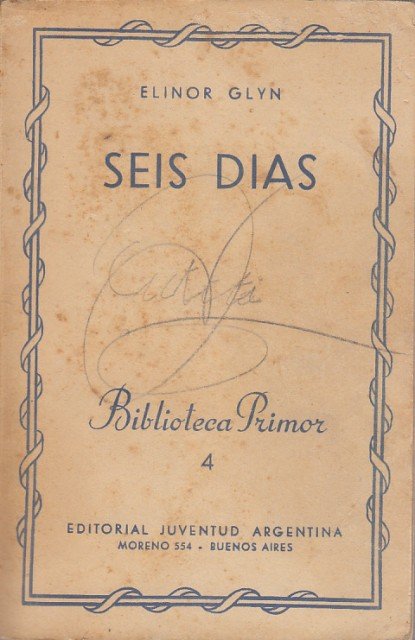 ELINOR GLYN
SEIS DIAS
Biblioteca Primor
4
EDITORIAL JUVENTUD ARGENTINA
MORENO 554 - BUENOS AIRES